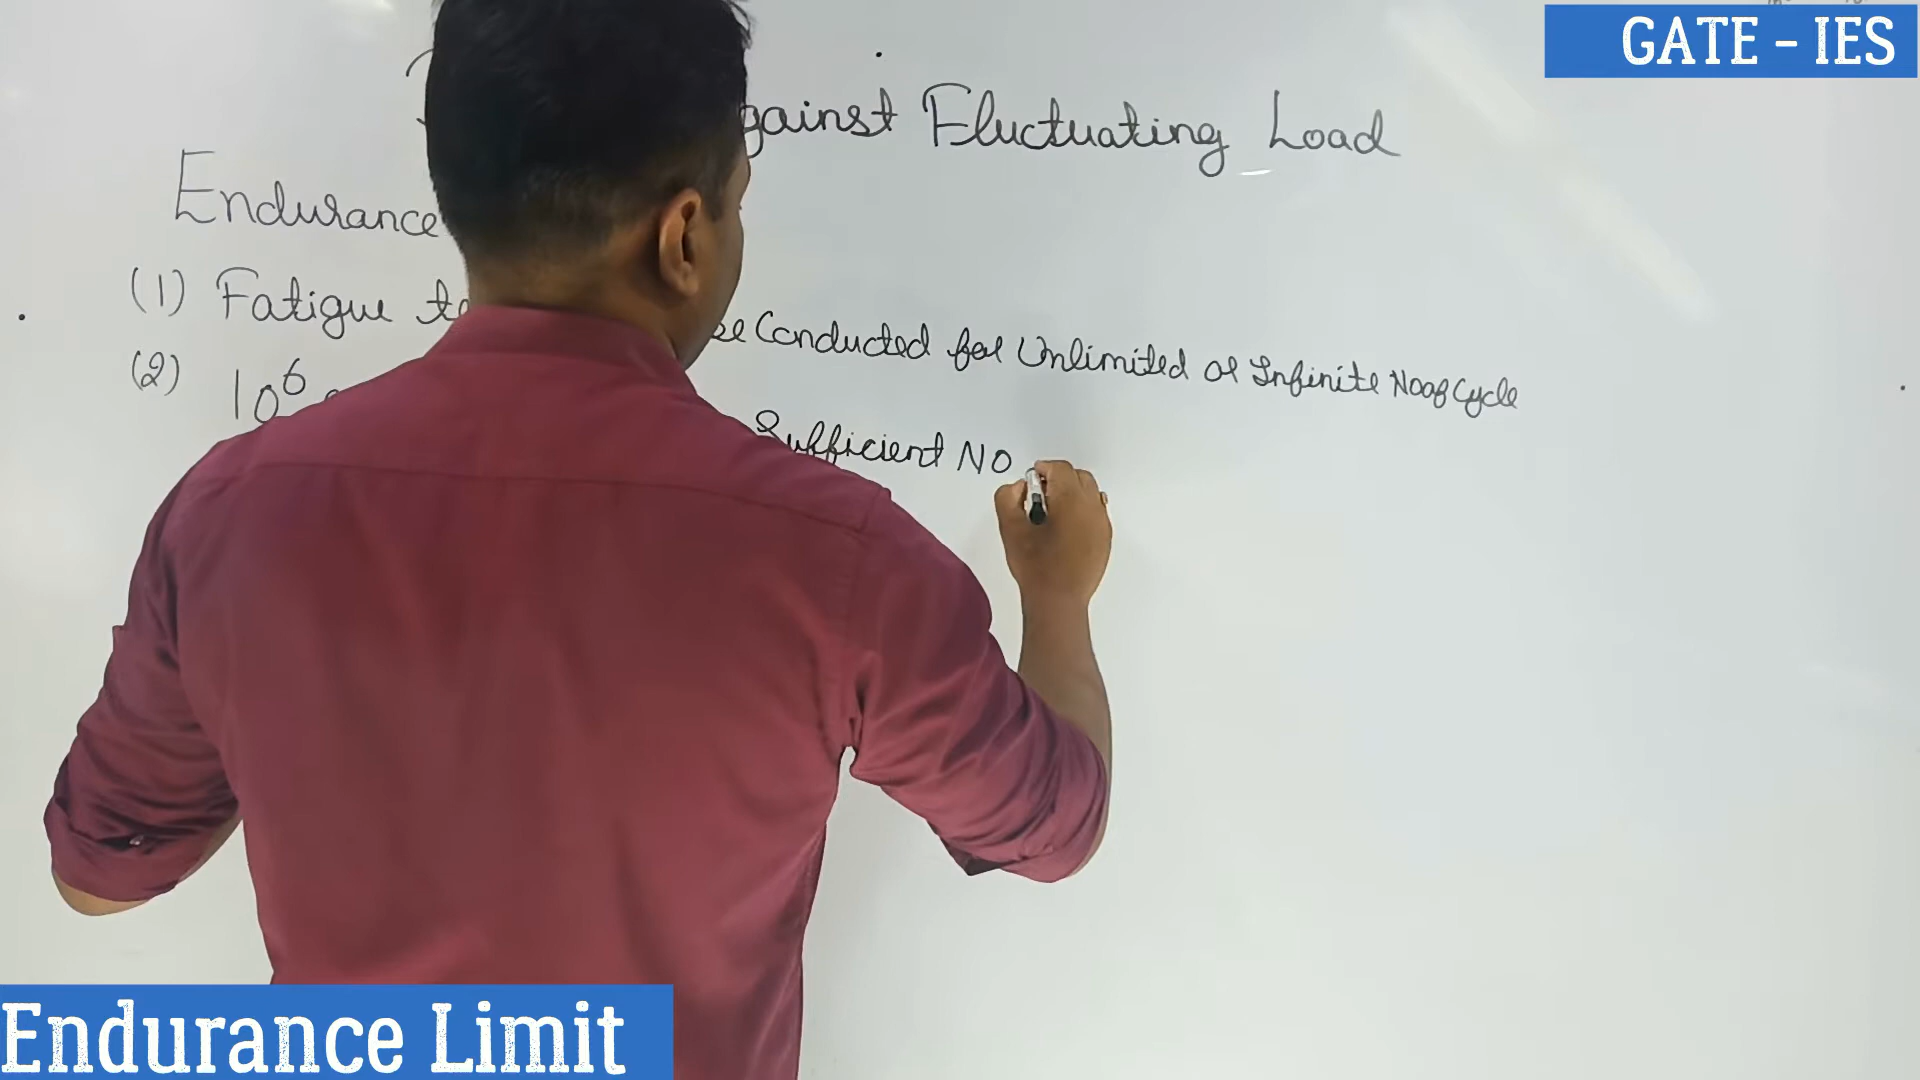 GATE - IES
gainst Fluctuating Load
Endurance
(1) Fatigue te be Conducted for Unlimited or Infinite No of Cycle
(2) 10⁶ Sufficient NO
Endurance Limit